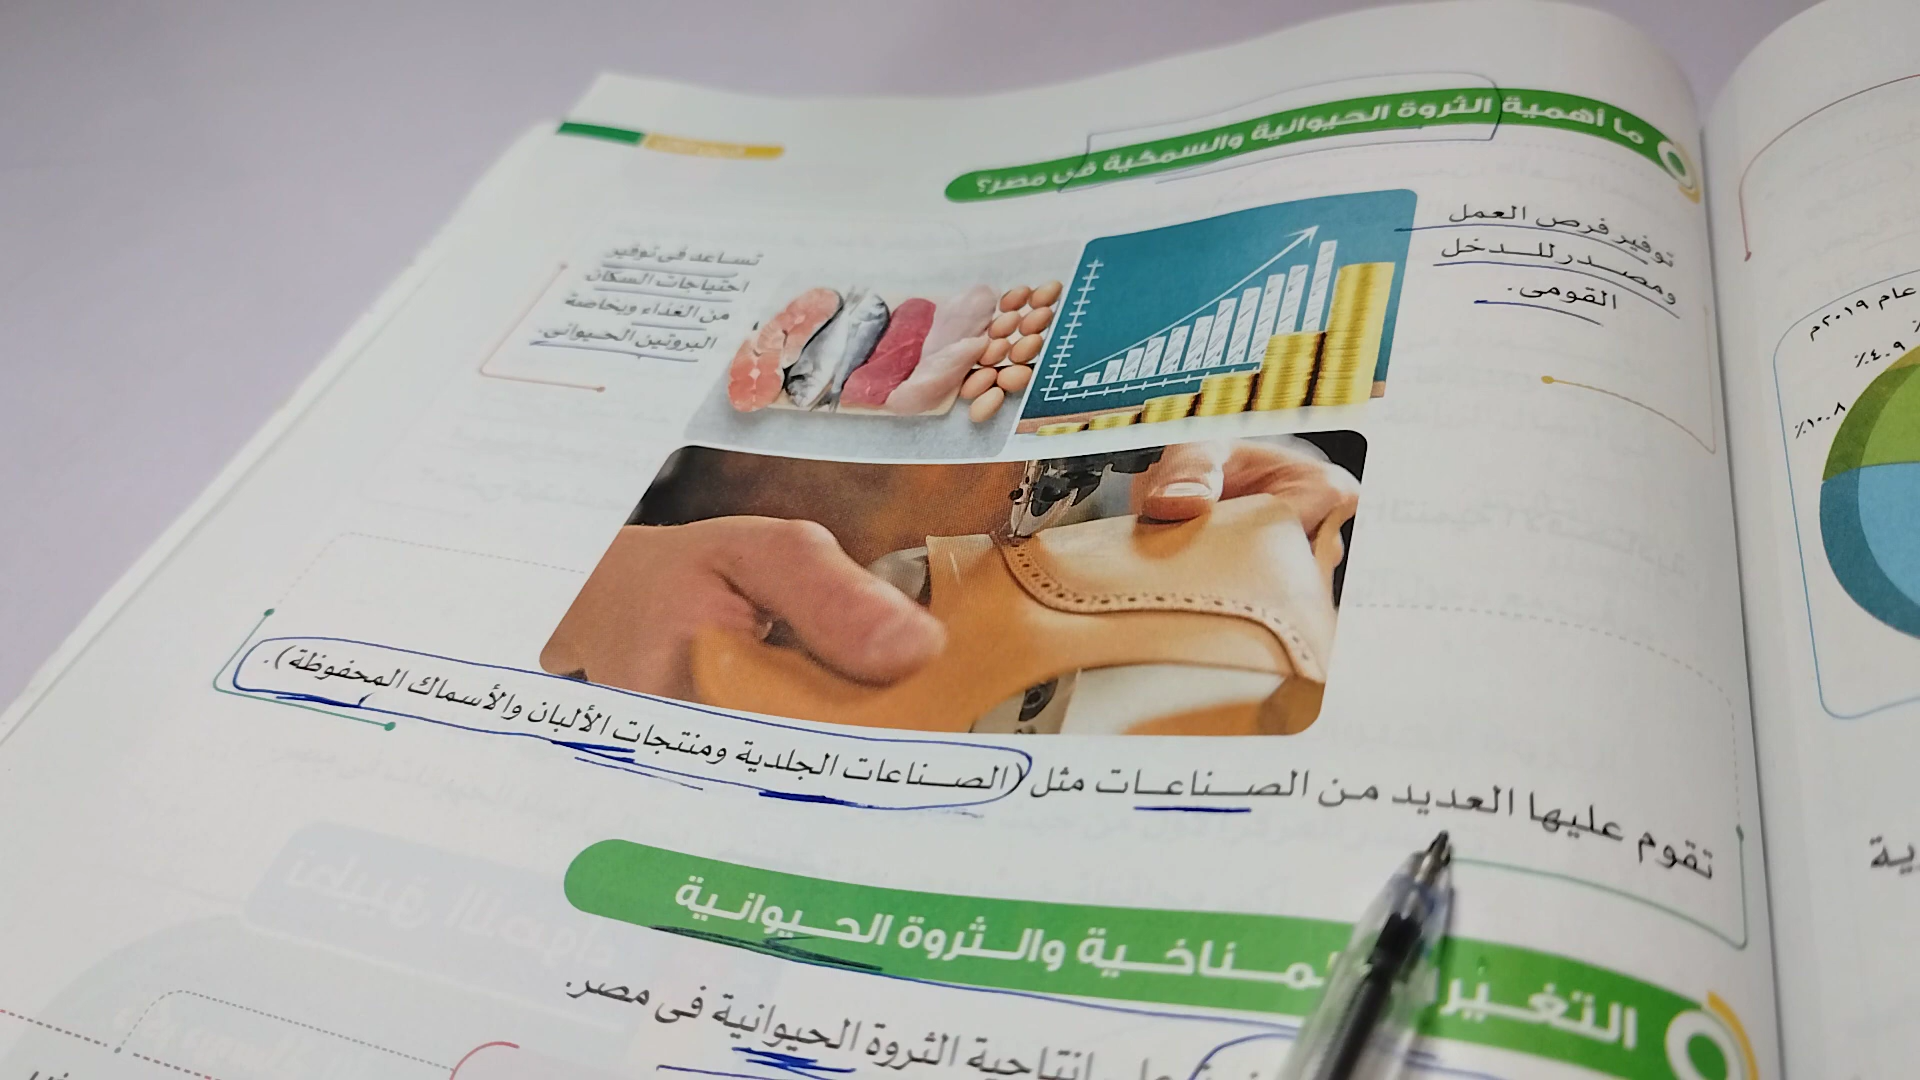 ما أهمية الثروة الحيوانية والسمكية فى مصر؟
توفير فرص العمل
ومصدر للدخل
القومى.
تساعد فى توفير
احتياجات السكان
من الغذاء وبخاصة
البروتين الحيوانى.
تقوم عليها العديد من الصناعات مثل (الصناعات الجلدية ومنتجات الألبان والأسماك المحفوظة).
المناخية والثروة الحيوانية
إنتاجية الثروة الحيوانية فى مصر.
عام ٢٠١٩م
٤.٩٪
١٠.٨٪